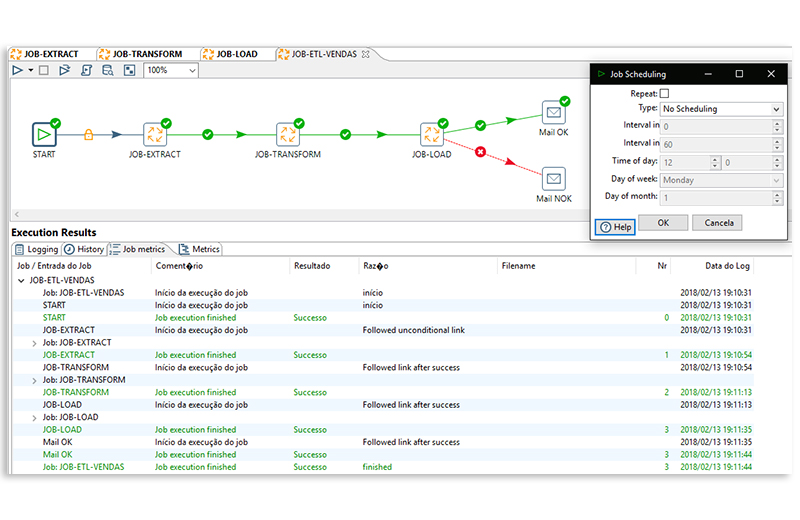 JOB-EXTRACT JOB-TRANSFORM JOB-LOAD JOB-ETL-VENDAS
100%
START
JOB-EXTRACT
JOB-TRANSFORM
JOB-LOAD
Mail OK
Mail NOK
Job Scheduling
Repeat:
Type: No Scheduling
Interval in 0
Interval in 60
Time of day: 12 0
Day of week: Monday
Day of month: 1
Help OK Cancela
Execution Results
Logging History Job metrics Metrics
Job / Entrada do Job Coment�rio Resultado Raz�o Filename Nr Data do Log
JOB-ETL-VENDAS
Job: JOB-ETL-VENDAS Início da execução do job início 2018/02/13 19:10:31
START Início da execução do job início 2018/02/13 19:10:31
START Job execution finished Successo 0 2018/02/13 19:10:31
JOB-EXTRACT Início da execução do job Followed unconditional link 2018/02/13 19:10:31
Job: JOB-EXTRACT
JOB-EXTRACT Job execution finished Successo 1 2018/02/13 19:10:54
JOB-TRANSFORM Início da execução do job Followed link after success 2018/02/13 19:10:54
Job: JOB-TRANSFORM
JOB-TRANSFORM Job execution finished Successo 2 2018/02/13 19:11:13
JOB-LOAD Início da execução do job Followed link after success 2018/02/13 19:11:13
Job: JOB-LOAD
JOB-LOAD Job execution finished Successo 3 2018/02/13 19:11:35
Mail OK Início da execução do job Followed link after success 2018/02/13 19:11:35
Mail OK Job execution finished Successo 3 2018/02/13 19:11:44
Job: JOB-ETL-VENDAS Job execution finished Successo finished 3 2018/02/13 19:11:44